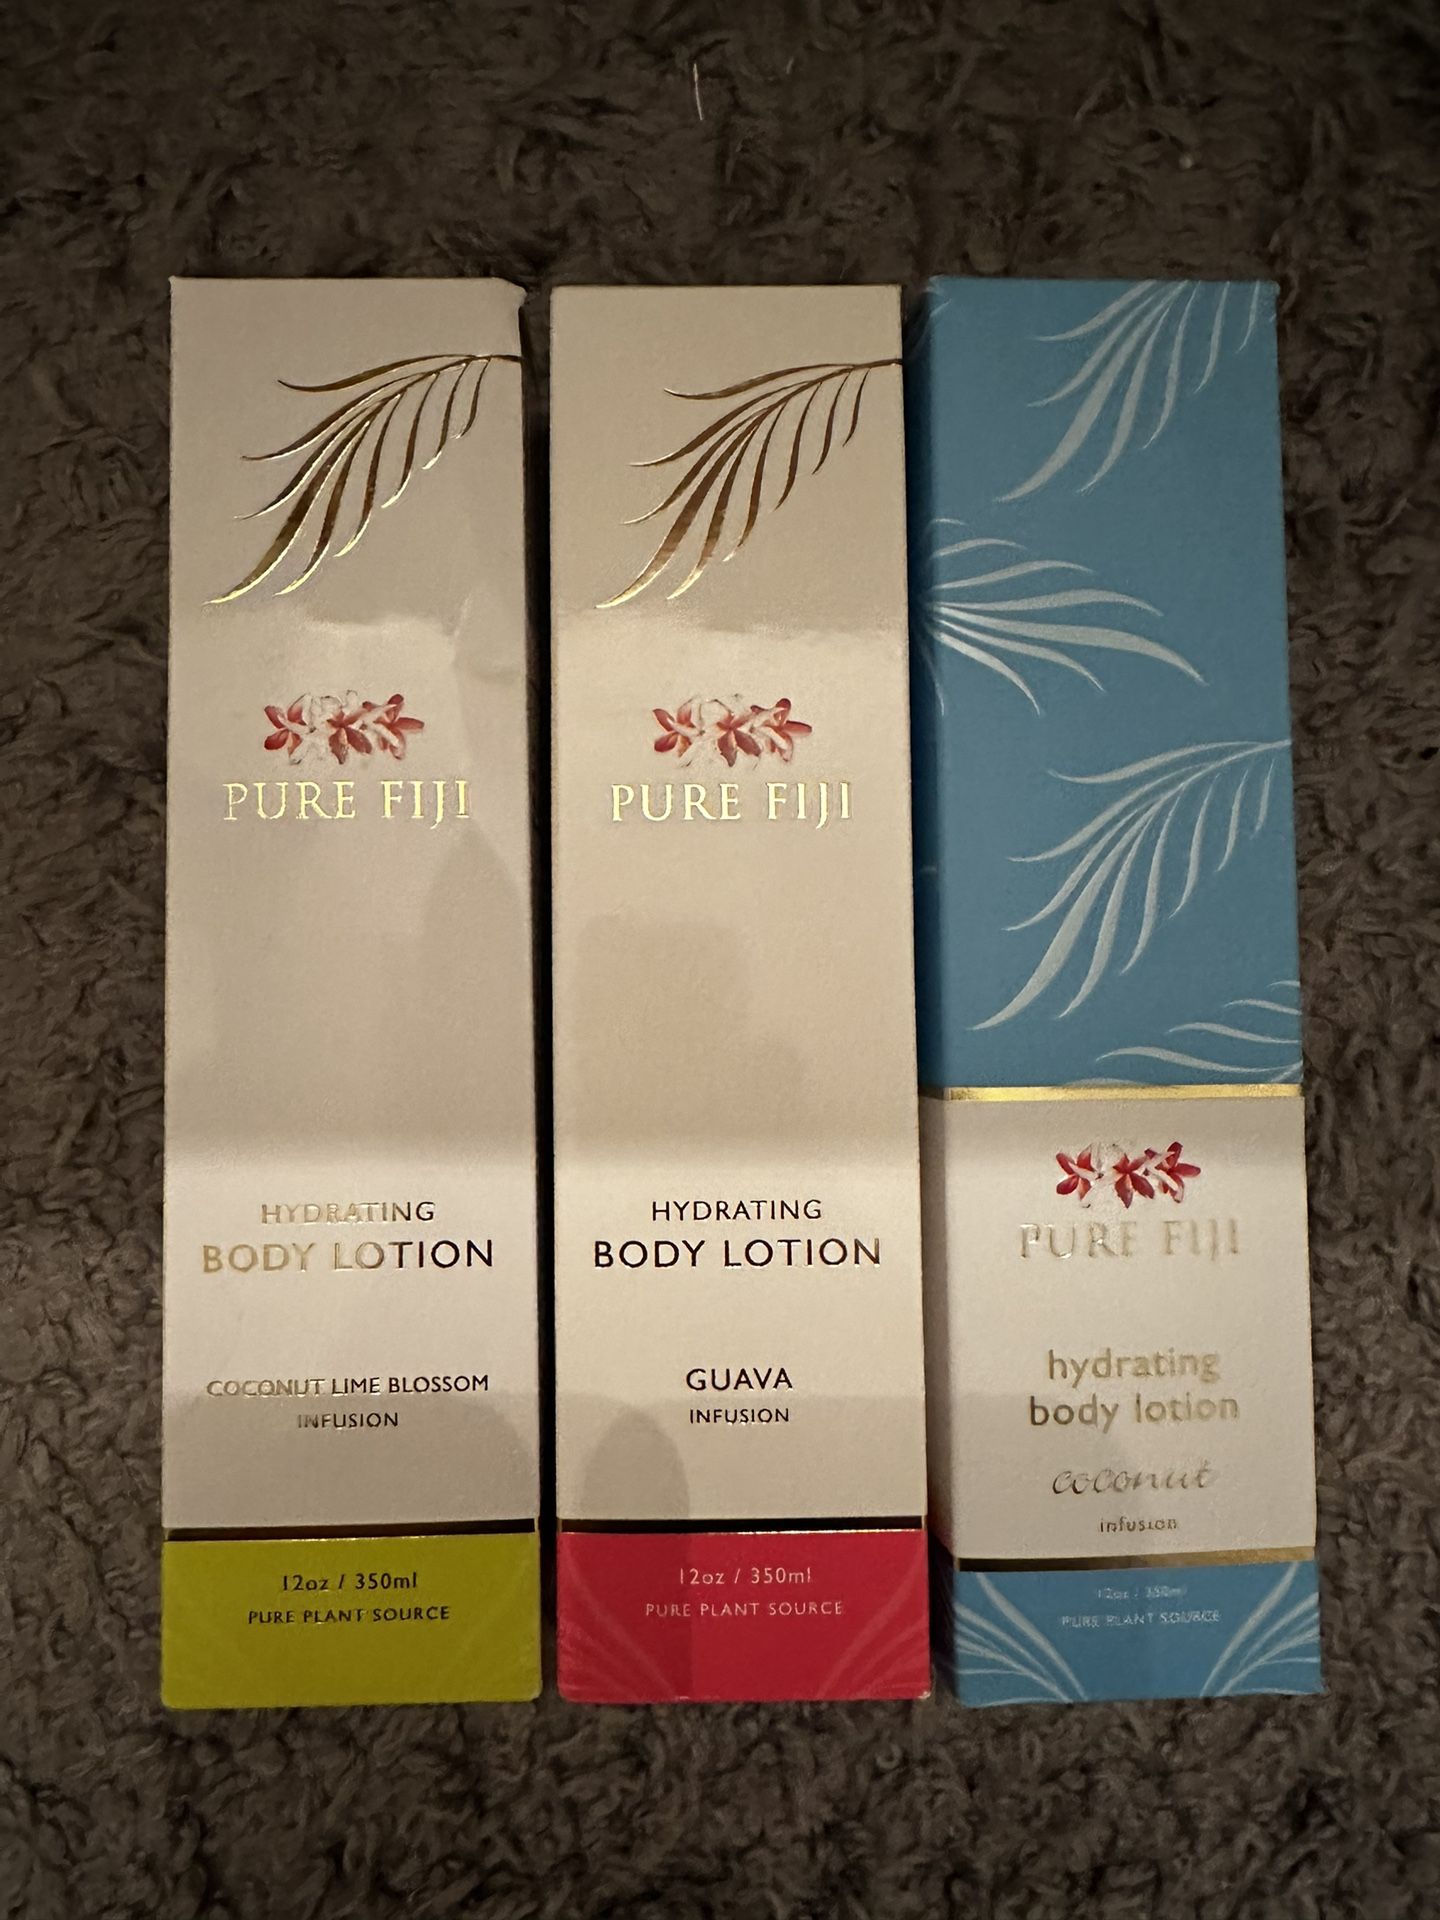 PURE FIJI
HYDRATING
BODY LOTION
COCONUT LIME BLOSSOM
INFUSION
12oz / 350ml
PURE PLANT SOURCE
PURE FIJI
HYDRATING
BODY LOTION
GUAVA
INFUSION
12oz / 350ml
PURE PLANT SOURCE
PURE FIJI
hydrating
body lotion
coconut
infusion
12oz / 350ml
PURE PLANT SOURCE